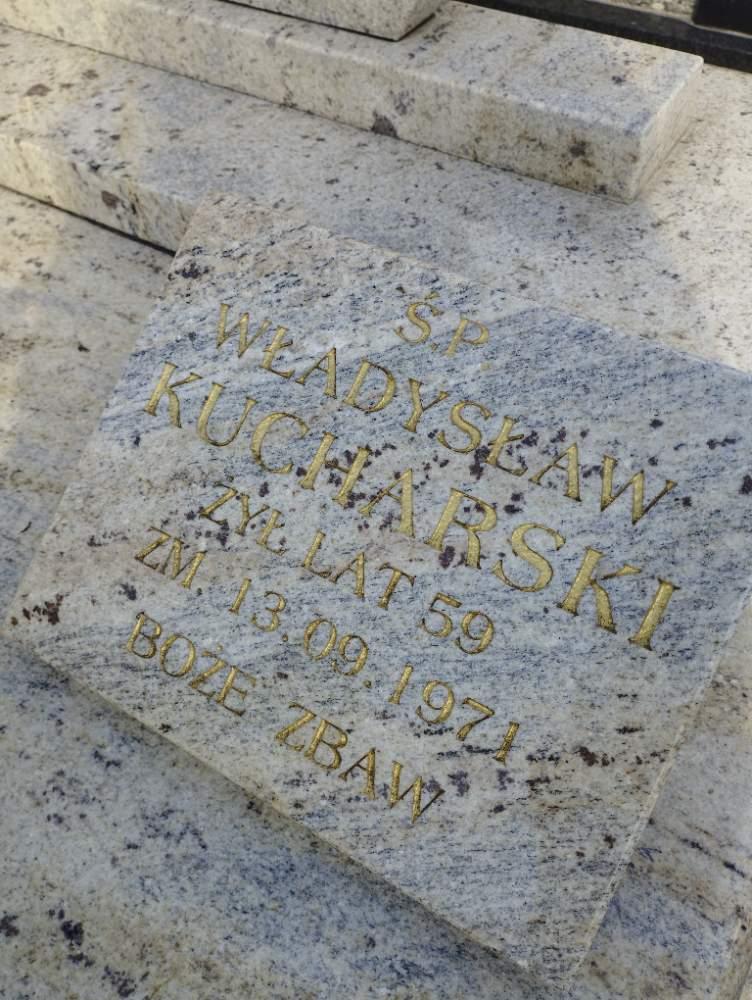 Ś.P.
WŁADYSŁAW
KUCHARSKI
ŻYŁ LAT 59
ZM. 13.09.1971
BOŻE ZBAW